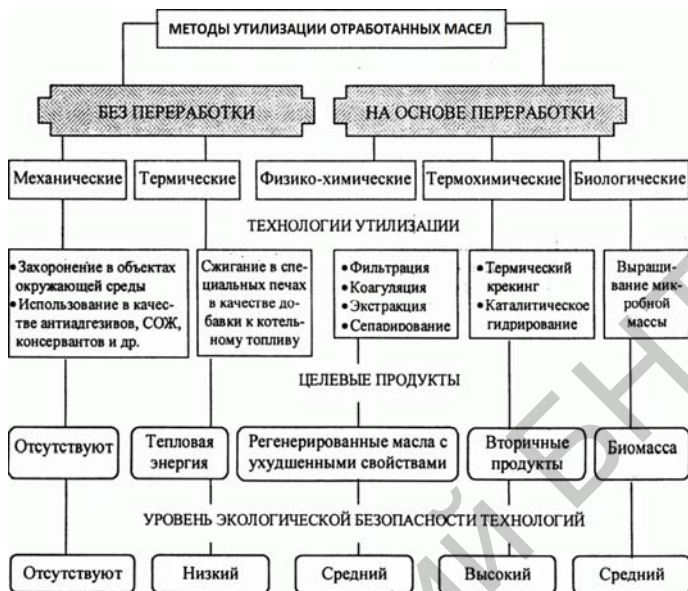 МЕТОДЫ УТИЛИЗАЦИИ ОТРАБОТАННЫХ МАСЕЛ
БЕЗ ПЕРЕРАБОТКИ
НА ОСНОВЕ ПЕРЕРАБОТКИ
Механические
Термические
Физико-химические
Термохимические
Биологические
ТЕХНОЛОГИИ УТИЛИЗАЦИИ
• Захоронение в объектах
окружающей среды
• Использование в качес-
тве антиадгезивов, СОЖ,
консервантов и др.
Сжигание в спе-
циальных печах
в качестве до-
бавки к котель-
ному топливу
• Фильтрация
• Коагуляция
• Экстракция
• Сепарирование
• Термический
крекинг
• Каталитическое
гидрирование
Выращи-
вание мик-
робной
массы
ЦЕЛЕВЫЕ ПРОДУКТЫ
Отсутствуют
Тепловая
энергия
Регенерированные масла с
ухудшенными свойствами
Вторичные
продукты
Биомасса
УРОВЕНЬ ЭКОЛОГИЧЕСКОЙ БЕЗОПАСНОСТИ ТЕХНОЛОГИЙ
Отсутствуют
Низкий
Средний
Высокий
Средний